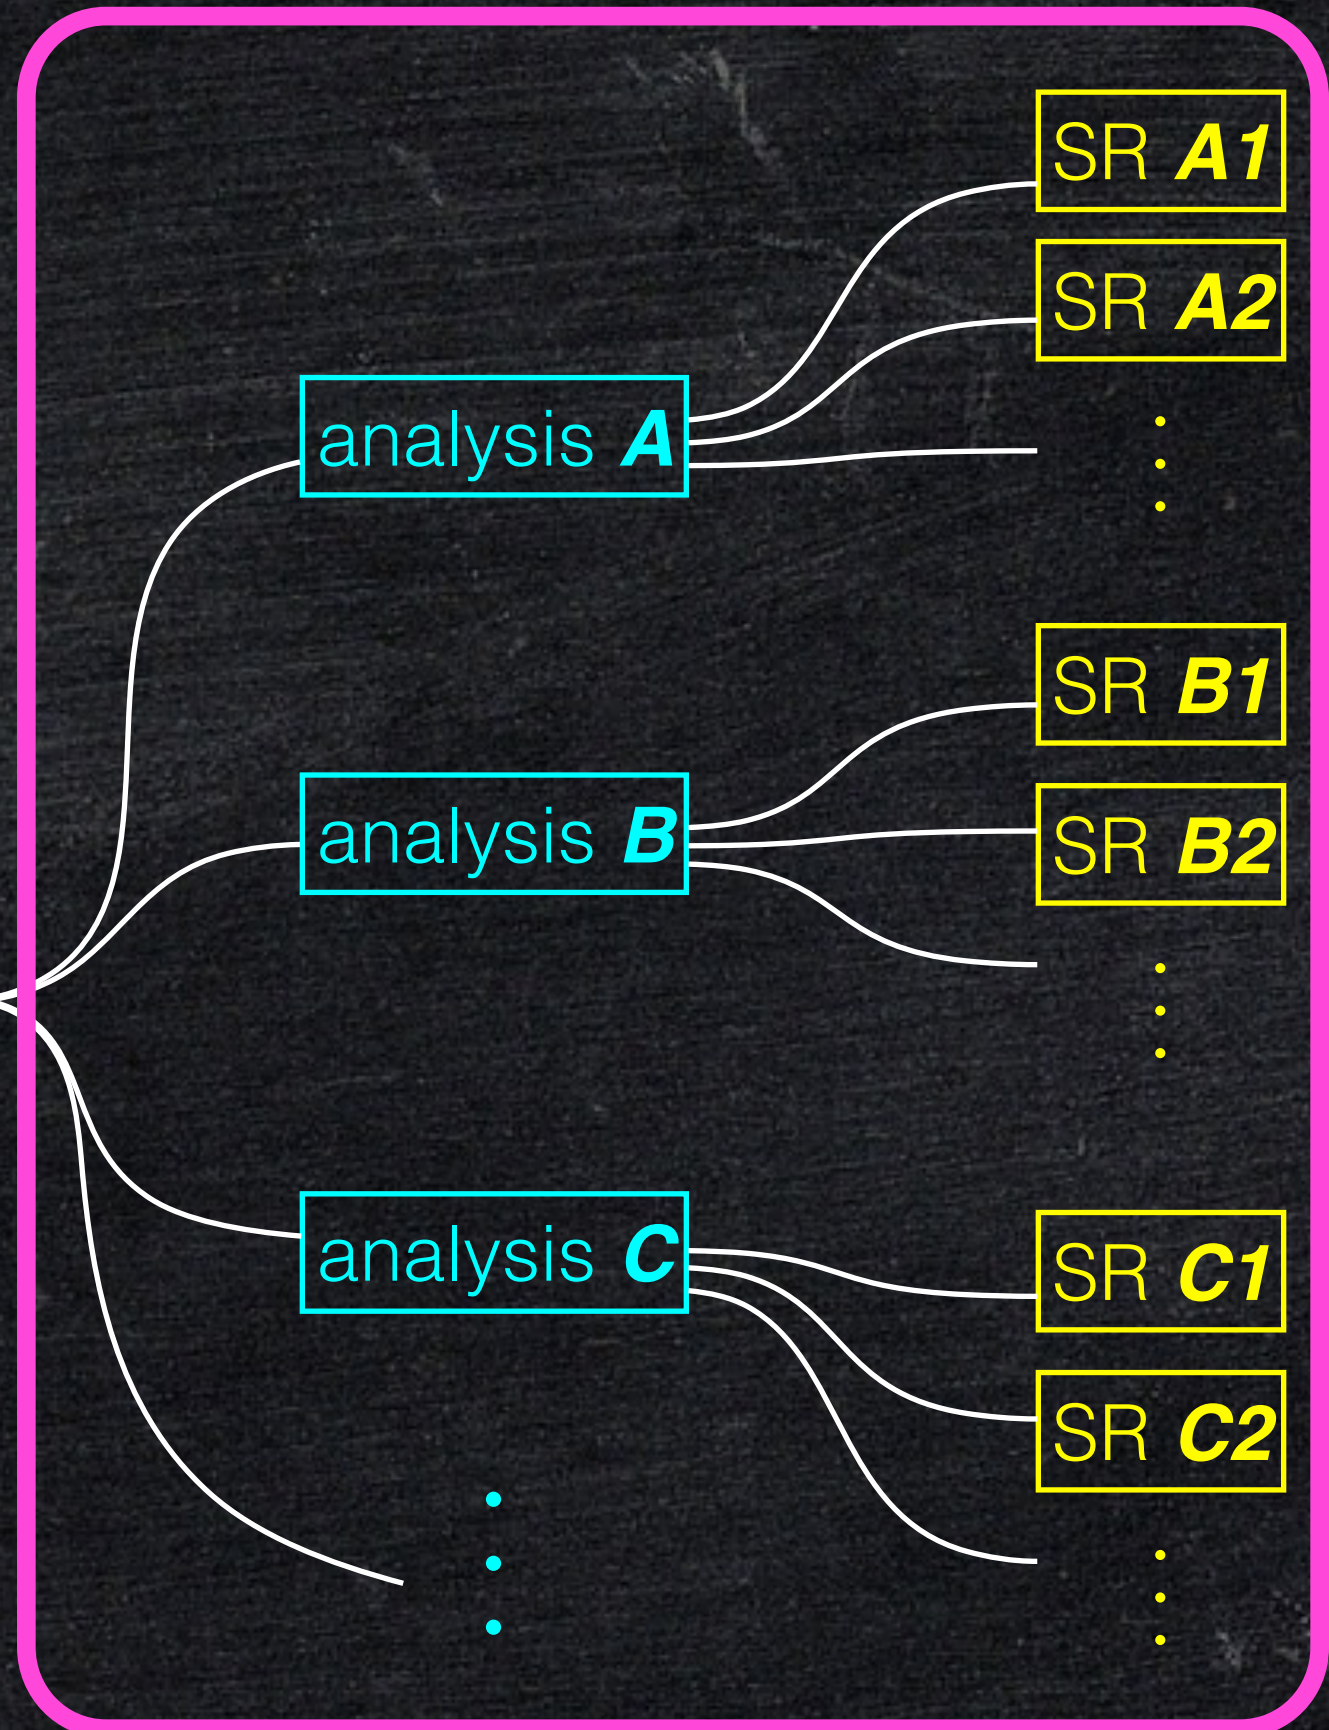 SR A1
SR A2
analysis A
SR B1
analysis B
SR B2
analysis C
SR C1
SR C2